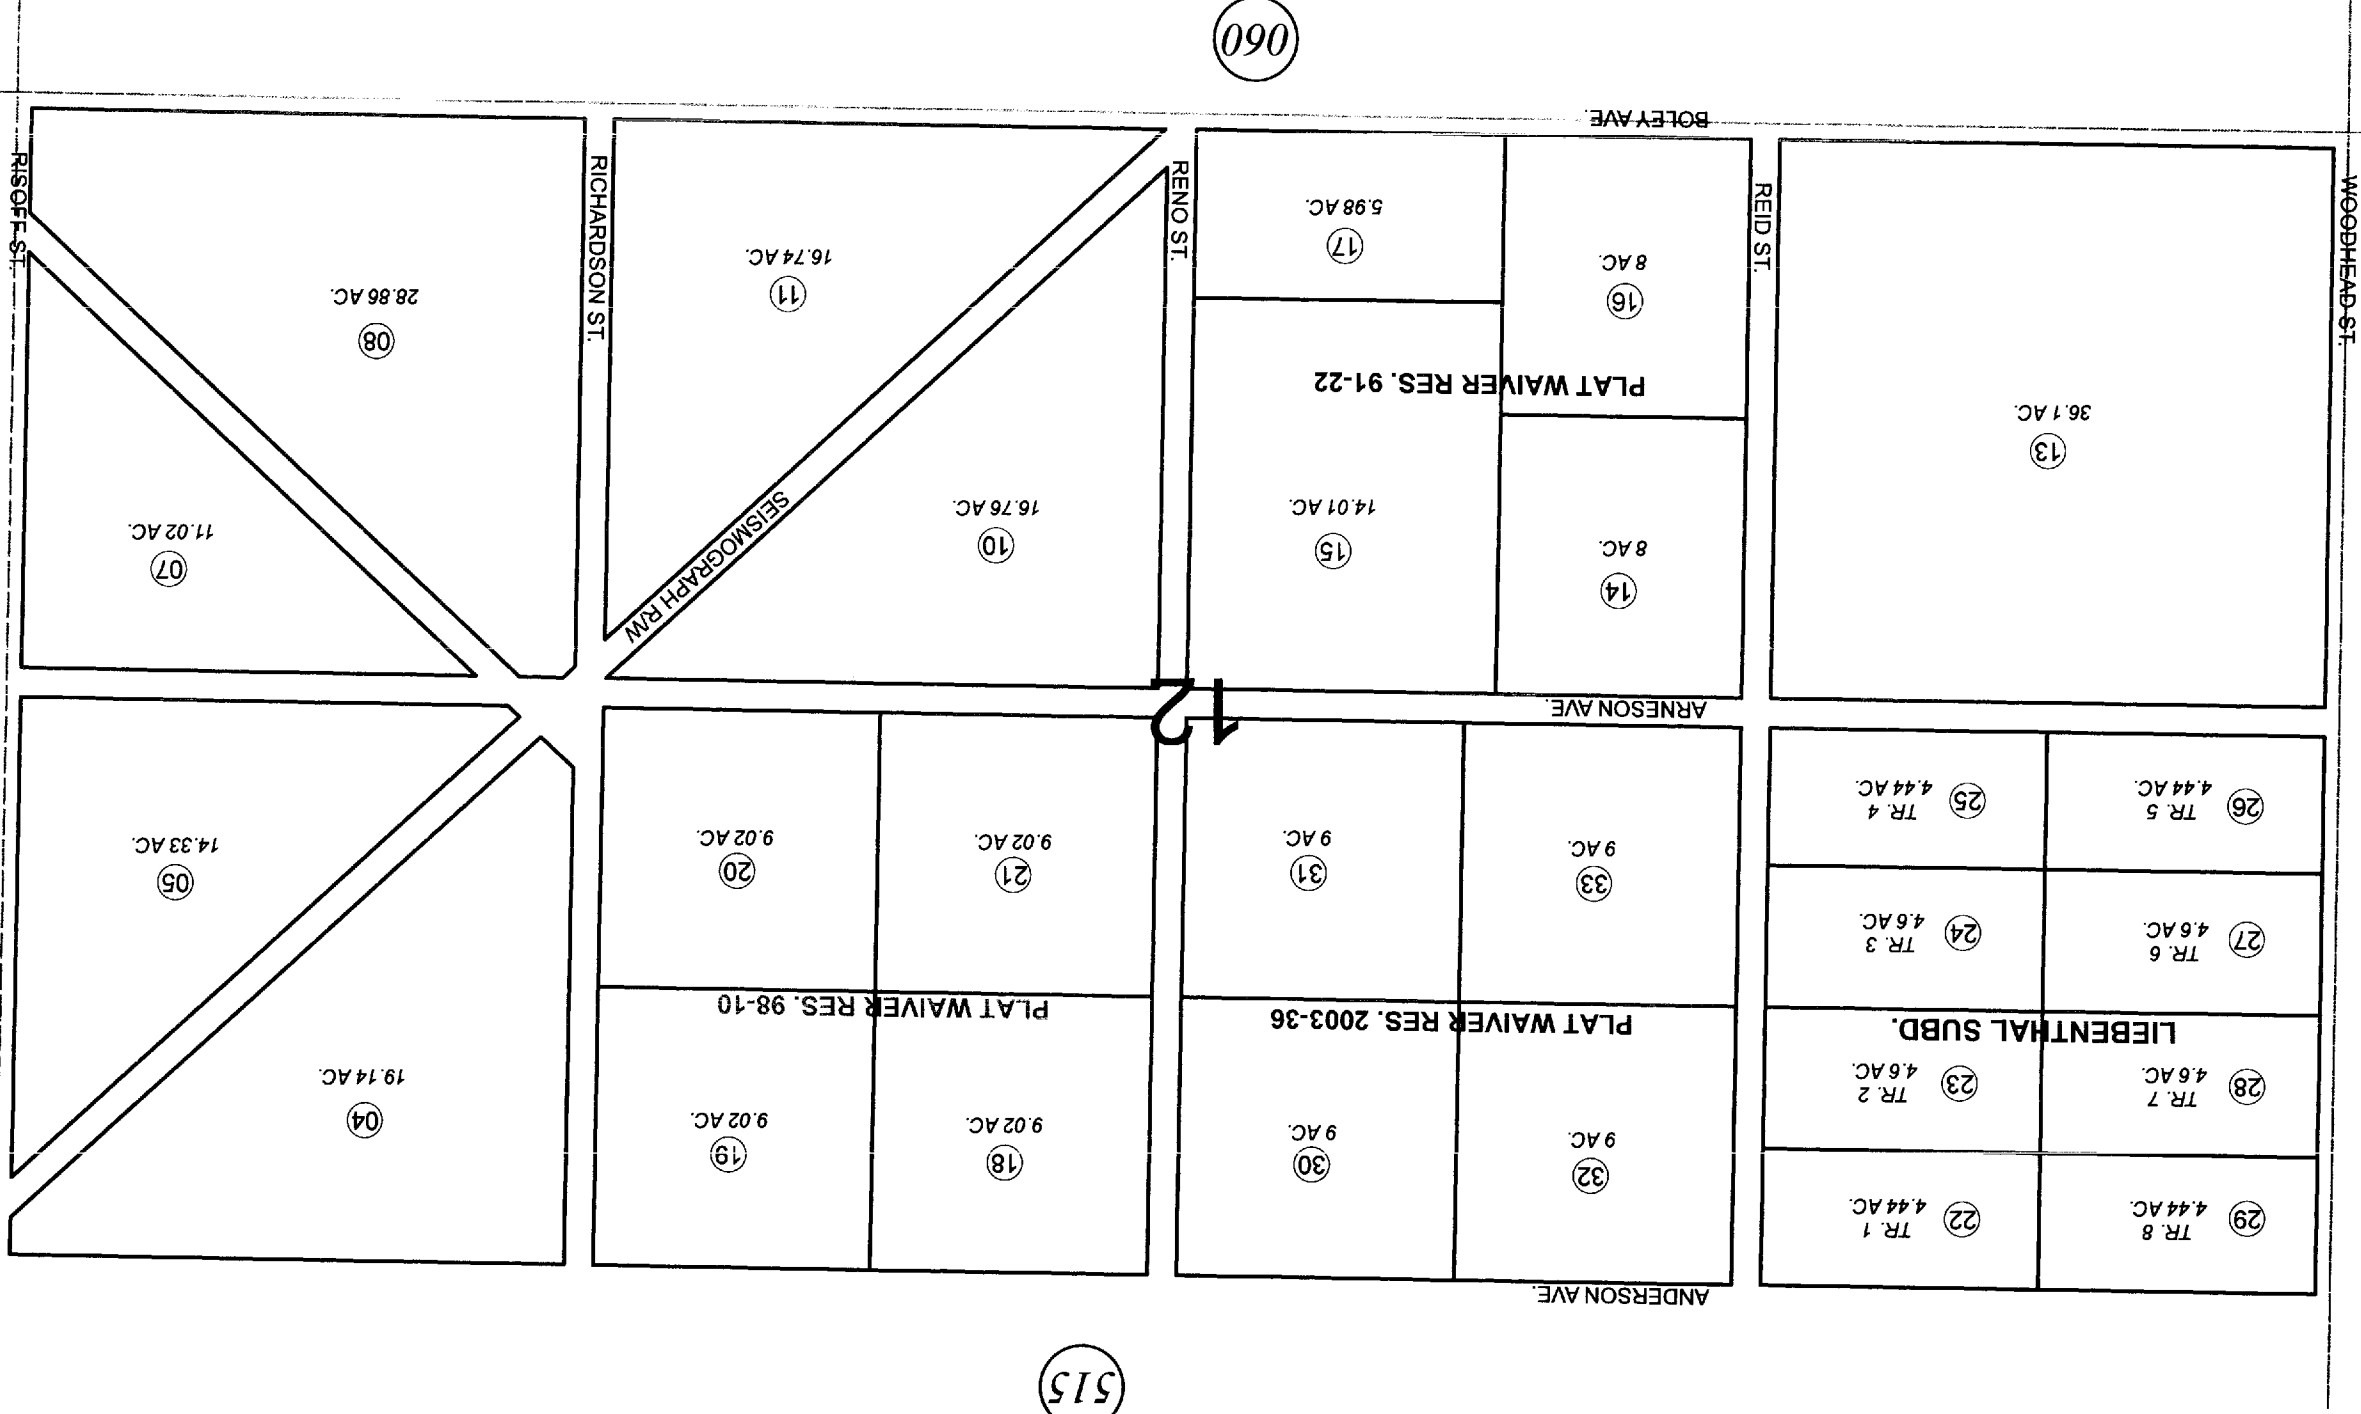 515
ANDERSON AVE.
29
TR. 8
4.44 AC.
22
TR. 1
4.44 AC.
32
9 AC.
30
9 AC.
18
9.02 AC.
19
9.02 AC.
04
19.14 AC.
28
TR. 7
4.6 AC.
23
TR. 2
4.6 AC.
LIEBENTHAL SUBD.
PLAT WAIVER RES. 2003-36
PLAT WAIVER RES. 98-10
27
TR. 6
4.6 AC.
24
TR. 3
4.6 AC.
33
9 AC.
31
9 AC.
21
9.02 AC.
20
9.02 AC.
05
14.33 AC.
26
TR. 5
4.44 AC.
25
TR. 4
4.44 AC.
ARNESON AVE.
12
14
8 AC.
15
14.01 AC.
10
16.76 AC.
SEISMOGRAPH R/W
07
11.02 AC.
13
36.1 AC.
PLAT WAIVER RES. 91-22
16
8 AC.
17
5.98 AC.
11
16.74 AC.
08
28.86 AC.
WOODHEAD ST.
REID ST.
RENO ST.
RICHARDSON ST.
RISOFF ST.
BOLEY AVE.
060